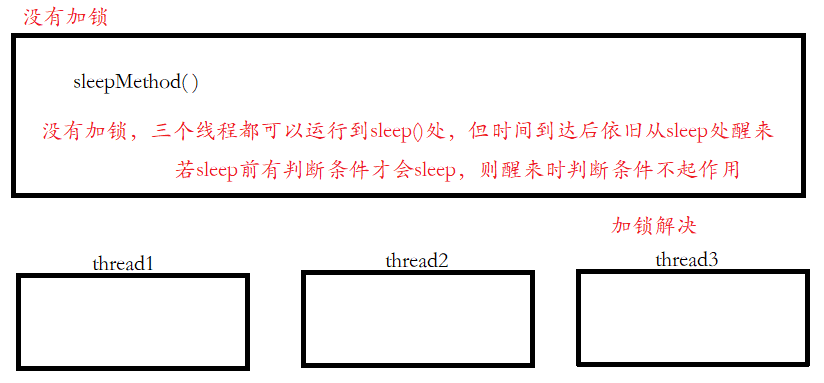 没有加锁
sleepMethod( )
没有加锁，三个线程都可以运行到sleep()处，但时间到达后依旧从sleep处醒来
若sleep前有判断条件才会sleep，则醒来时判断条件不起作用
加锁解决
thread1
thread2
thread3